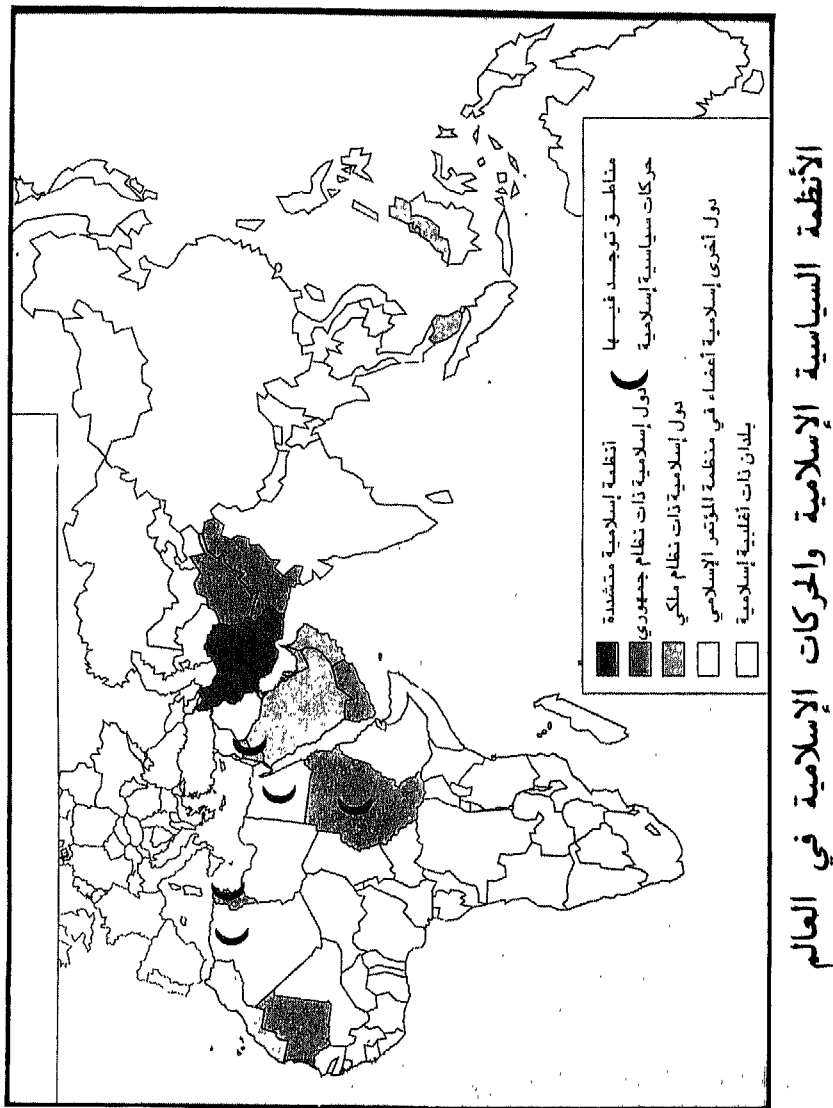 الأنظمة السياسية الإسلامية والحركات الإسلامية في العالم
أنظمة إسلامية متشددة
دول إسلامية ذات نظام جمهوري
دول إسلامية ذات نظام ملكي
دول أخرى إسلامية أعضاء في منظمة المؤتمر الإسلامي
بلدان ذات أغلبية إسلامية
مناطق توجد فيها
حركات سياسية إسلامية